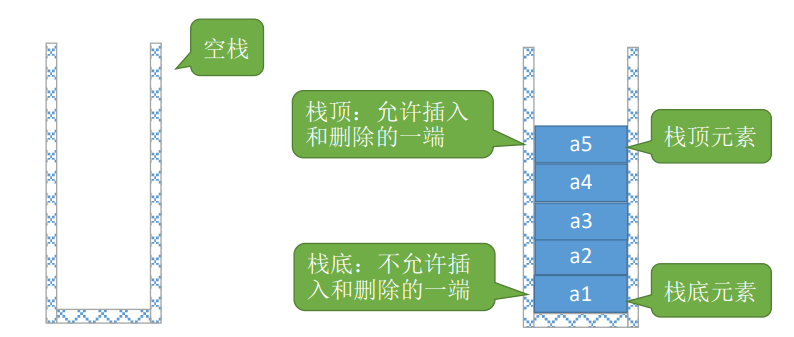 空栈
栈顶：允许插入
和删除的一端
a5
栈顶元素
a4
a3
a2
栈底：不允许插
入和删除的一端
a1
栈底元素